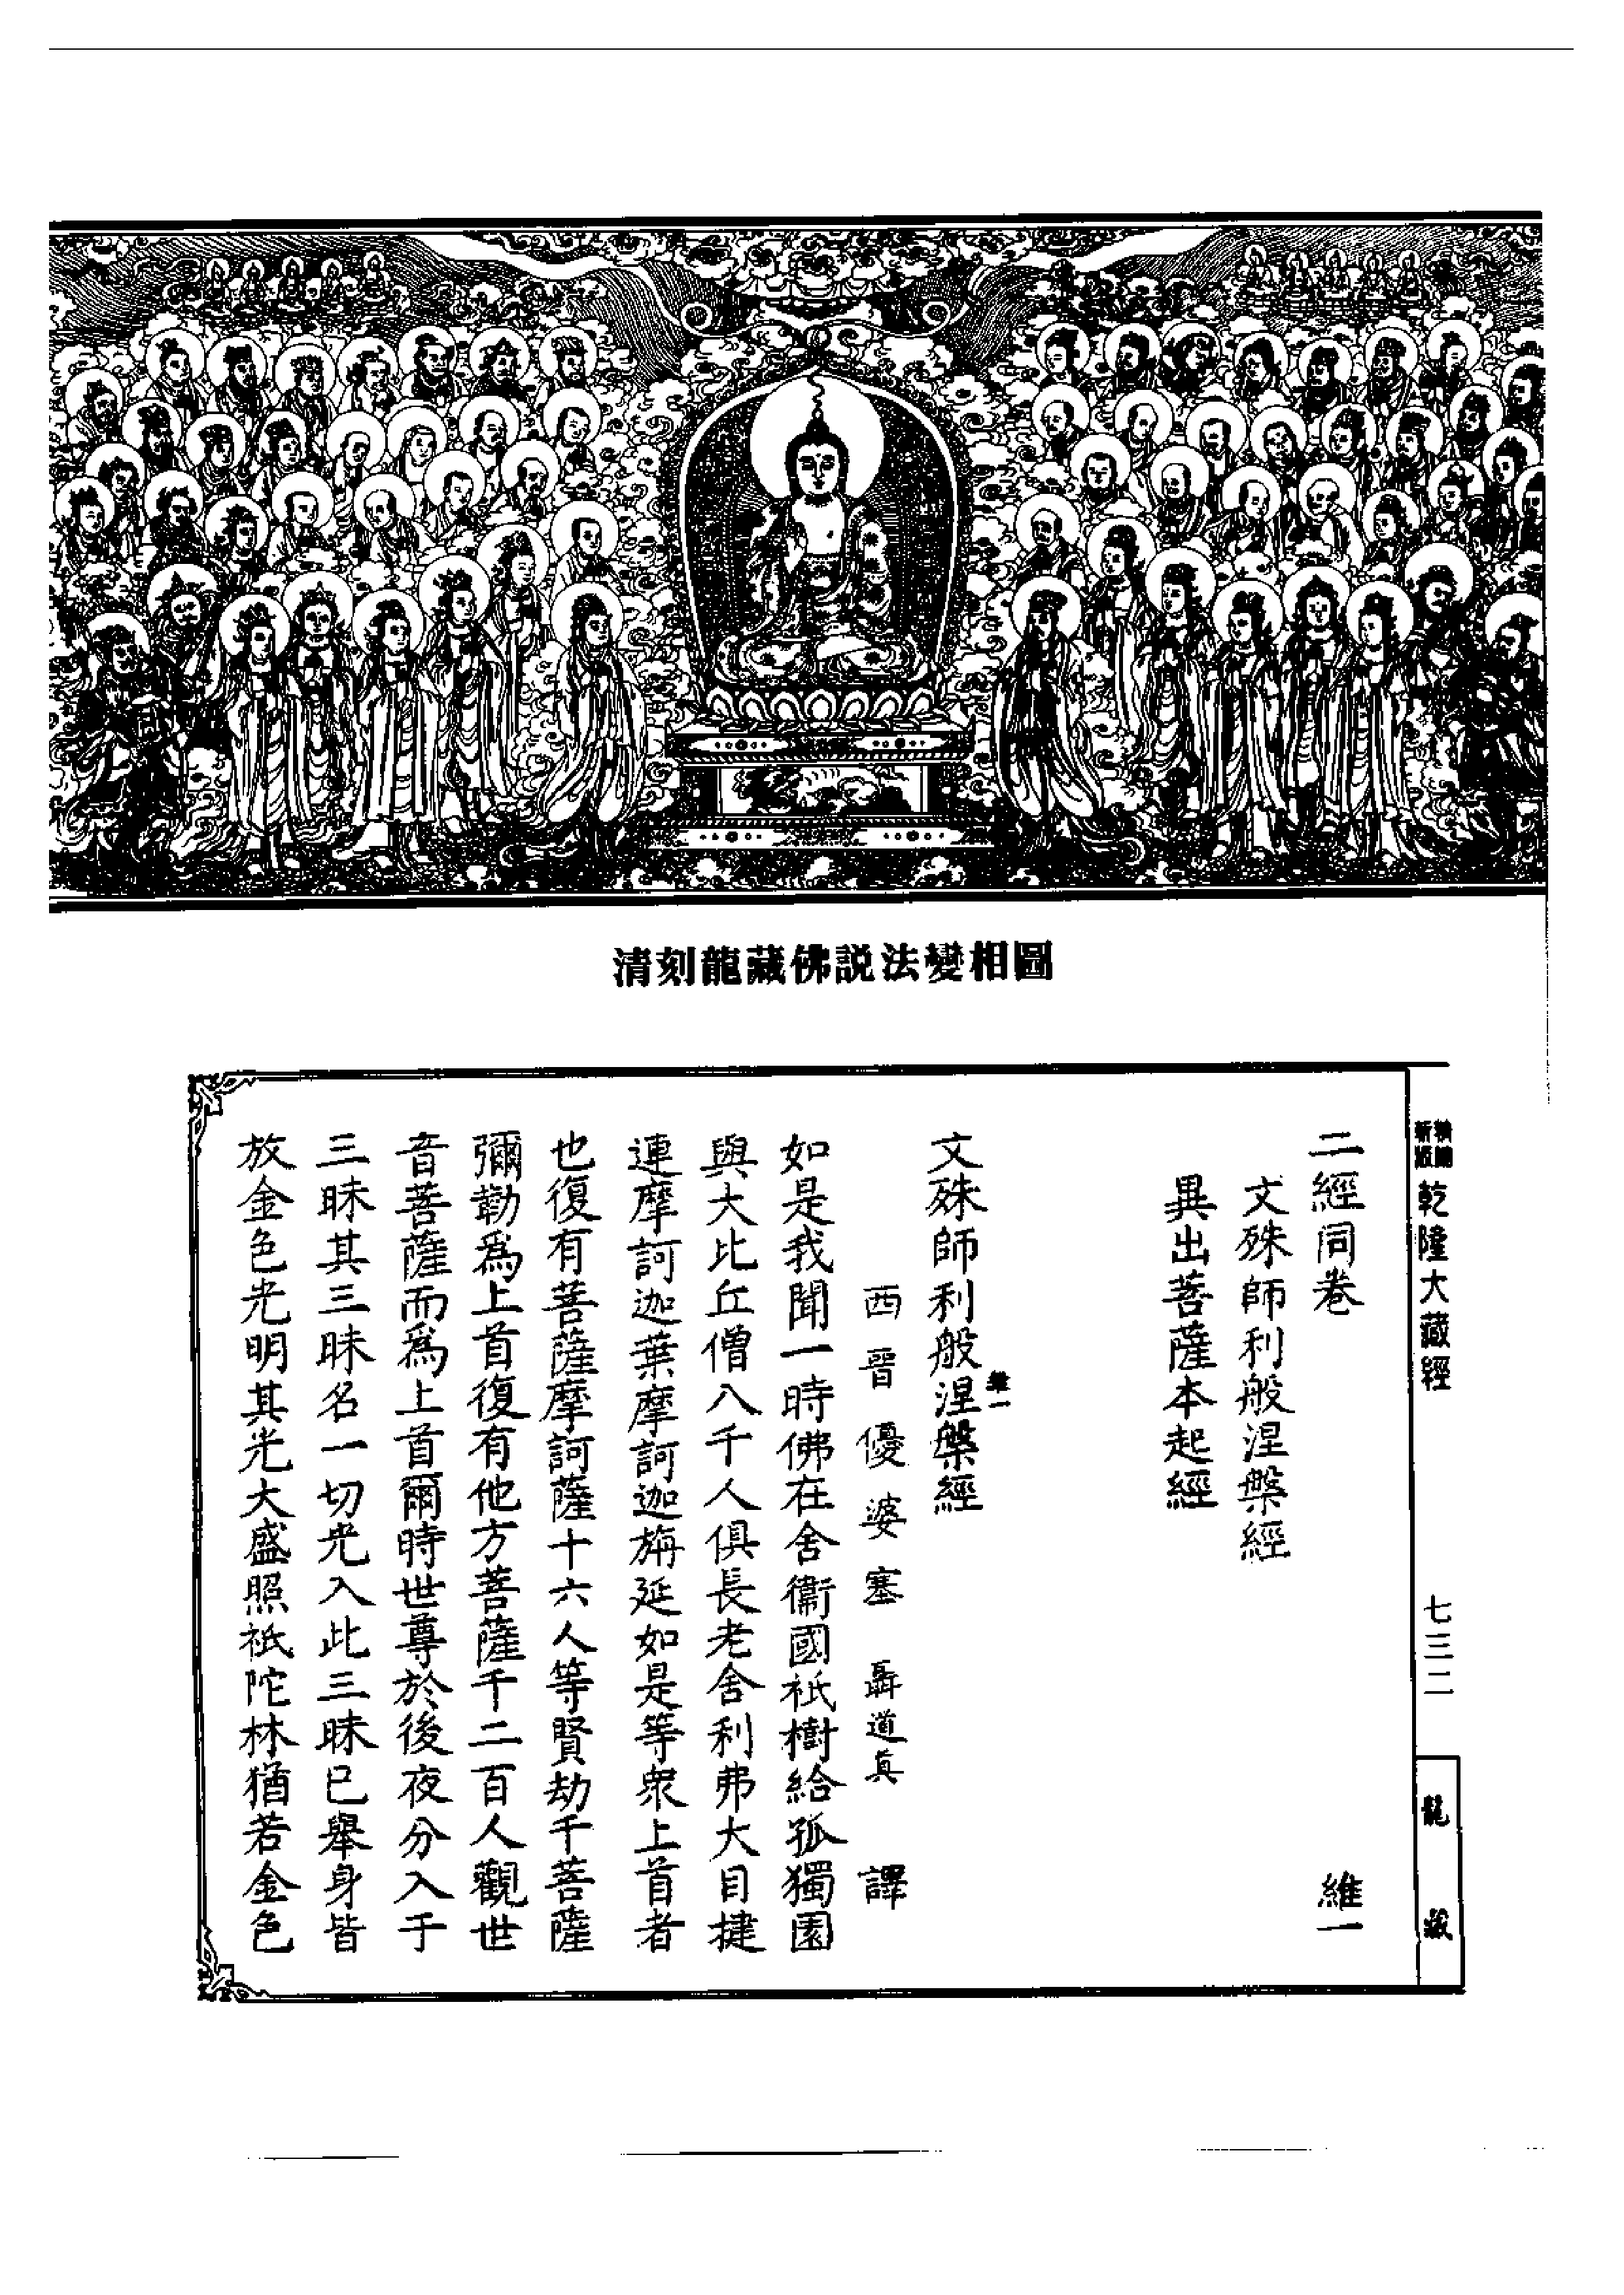 清刻龍藏佛説法變相圖
乾隆大藏經
七三二
龍藏
二經同卷
維一
文殊師利般涅槃經
異出菩薩本起經
文殊師利般涅槃經
西晉優婆塞聶道真譯
如是我聞一時佛在舍衞國祇樹給孤獨園
與大比丘僧八千人俱長老舍利弗大目揵
連摩訶迦葉摩訶迦旃延如是等衆上首者
也復有菩薩摩訶薩十六人等賢劫千菩薩
彌勒爲上首復有他方菩薩千二百人觀世
音菩薩而爲上首爾時世尊於後夜分入于
三昧其三昧名一切光入此三昧已舉身皆
放金色光明其光大盛照祇陀林猶若金色